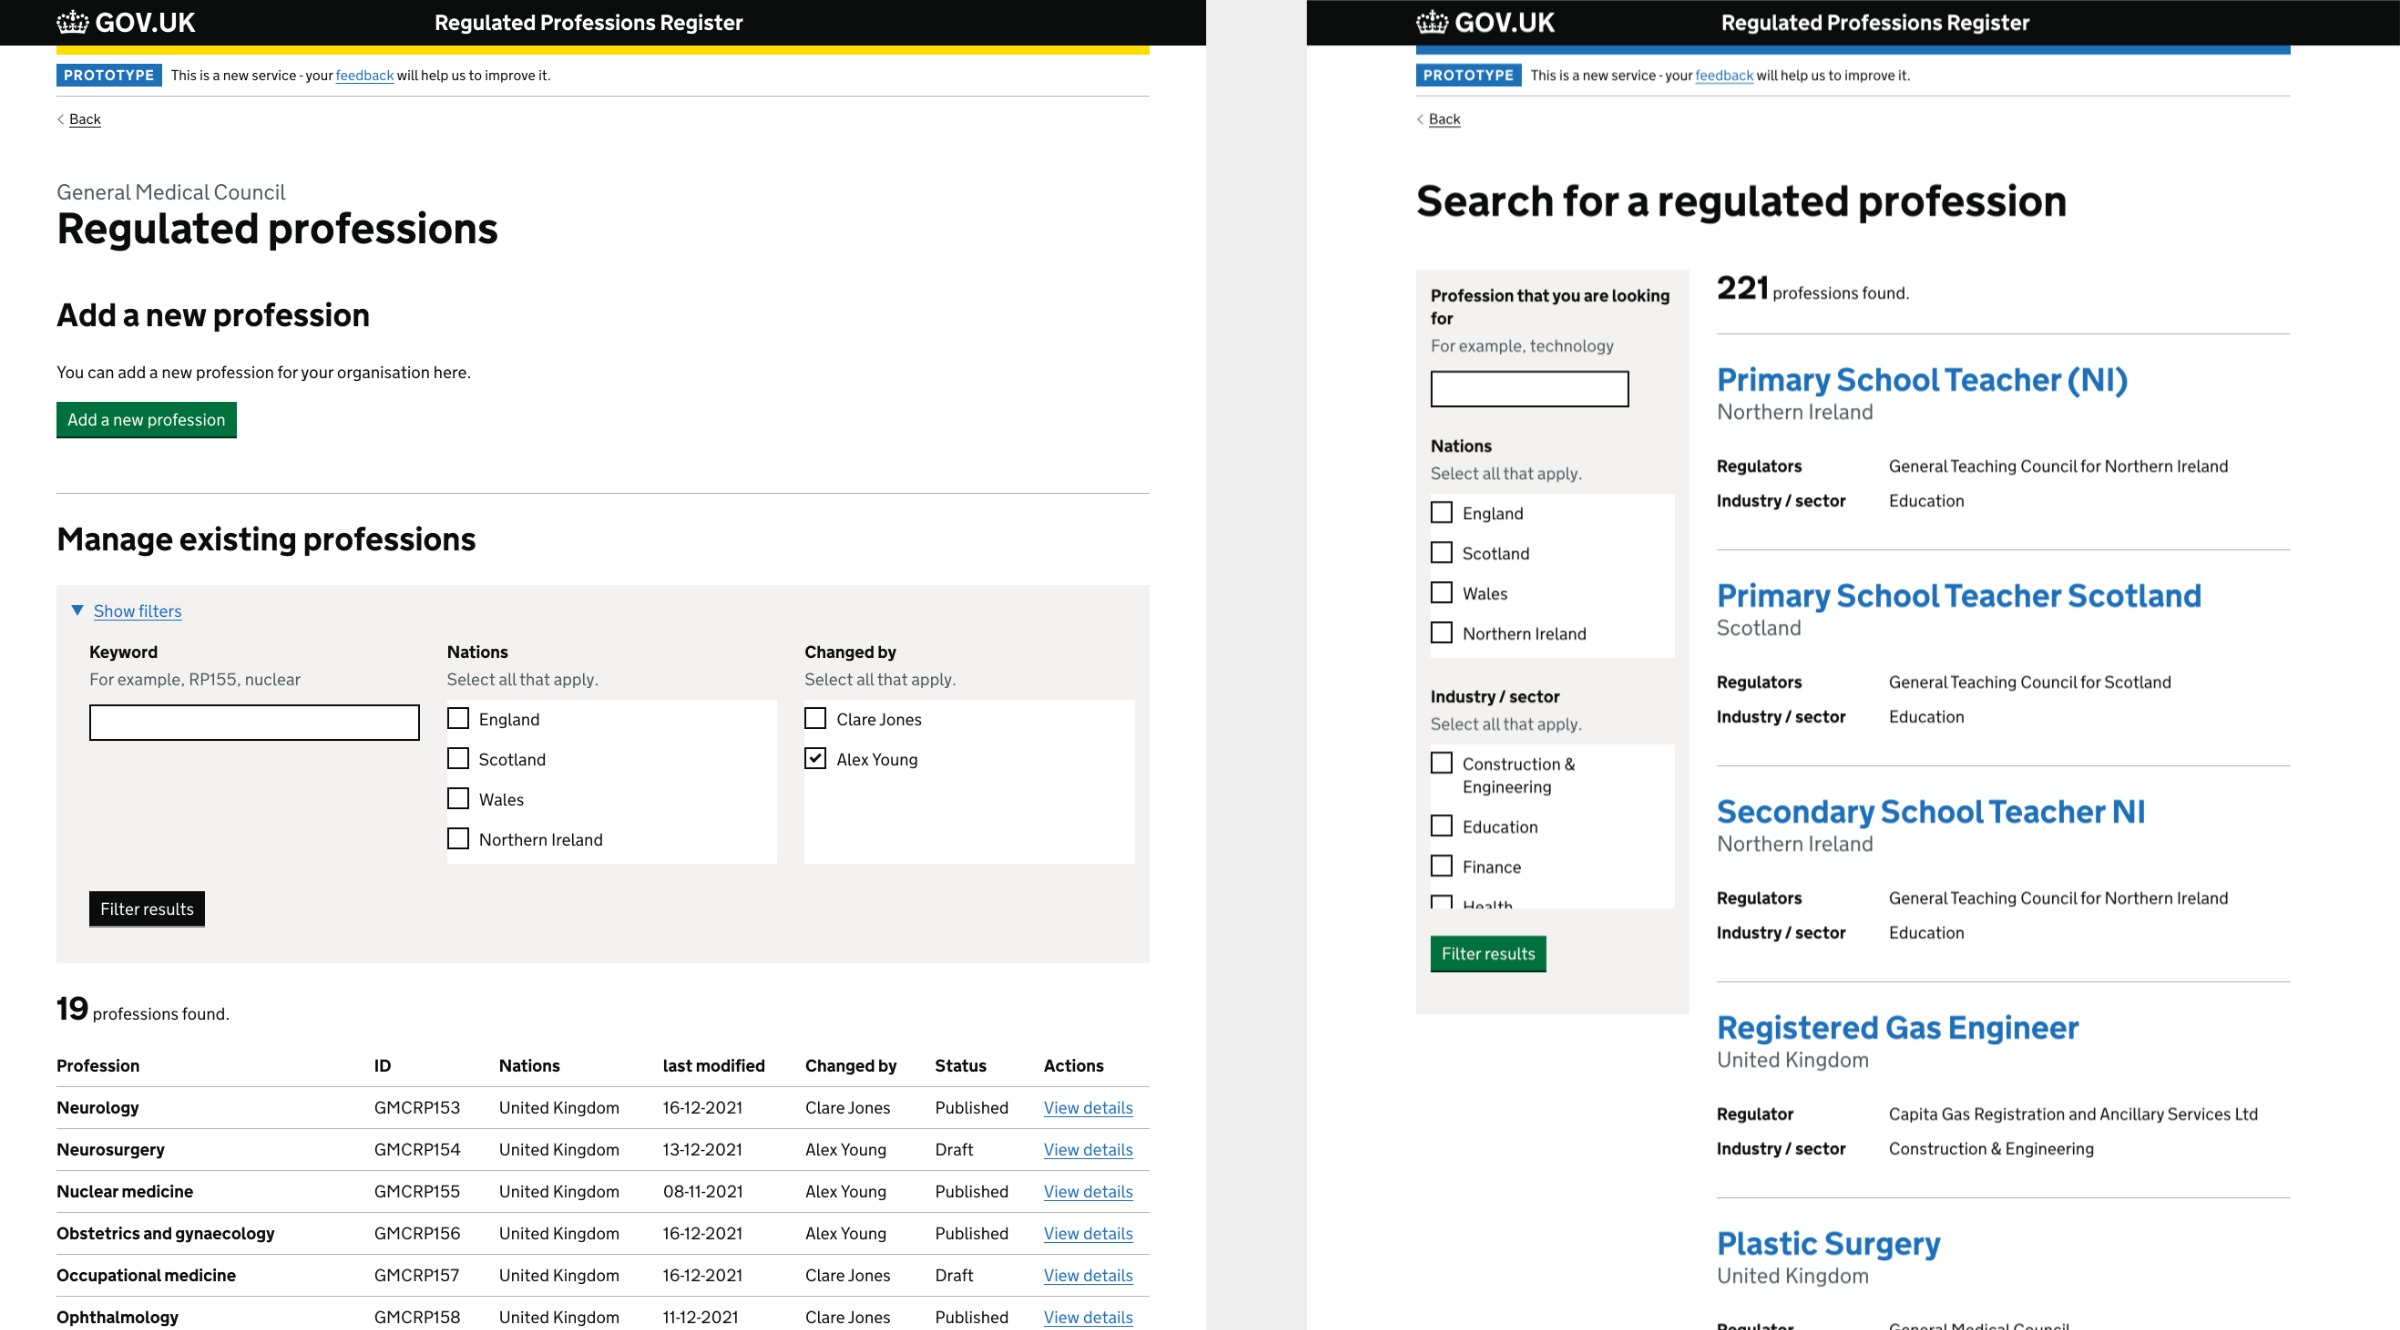 GOV.UK
Regulated Professions Register
PROTOTYPE This is a new service - your feedback will help us to improve it.
Back
General Medical Council
Regulated professions
Add a new profession
You can add a new profession for your organisation here.
Add a new profession
Manage existing professions
Show filters
Keyword
For example, RP155, nuclear
Nations
Select all that apply.
England
Scotland
Wales
Northern Ireland
Changed by
Select all that apply.
Clare Jones
Alex Young
Filter results
19 professions found.
Profession ID Nations last modified Changed by Status Actions
Neurology GMCRP153 United Kingdom 16-12-2021 Clare Jones Published View details
Neurosurgery GMCRP154 United Kingdom 13-12-2021 Alex Young Draft View details
Nuclear medicine GMCRP155 United Kingdom 08-11-2021 Alex Young Published View details
Obstetrics and gynaecology GMCRP156 United Kingdom 16-12-2021 Alex Young Published View details
Occupational medicine GMCRP157 United Kingdom 16-12-2021 Clare Jones Draft View details
Ophthalmology GMCRP158 United Kingdom 11-12-2021 Clare Jones Published View details
GOV.UK
Regulated Professions Register
PROTOTYPE This is a new service - your feedback will help us to improve it.
Back
Search for a regulated profession
Profession that you are looking
for
For example, technology
Nations
Select all that apply.
England
Scotland
Wales
Northern Ireland
Industry / sector
Select all that apply.
Construction &
Engineering
Education
Finance
Health
Filter results
221 professions found.
Primary School Teacher (NI)
Northern Ireland
Regulators General Teaching Council for Northern Ireland
Industry / sector Education
Primary School Teacher Scotland
Scotland
Regulators General Teaching Council for Scotland
Industry / sector Education
Secondary School Teacher NI
Northern Ireland
Regulators General Teaching Council for Northern Ireland
Industry / sector Education
Registered Gas Engineer
United Kingdom
Regulator Capita Gas Registration and Ancillary Services Ltd
Industry / sector Construction & Engineering
Plastic Surgery
United Kingdom
Regulator General Medical Council